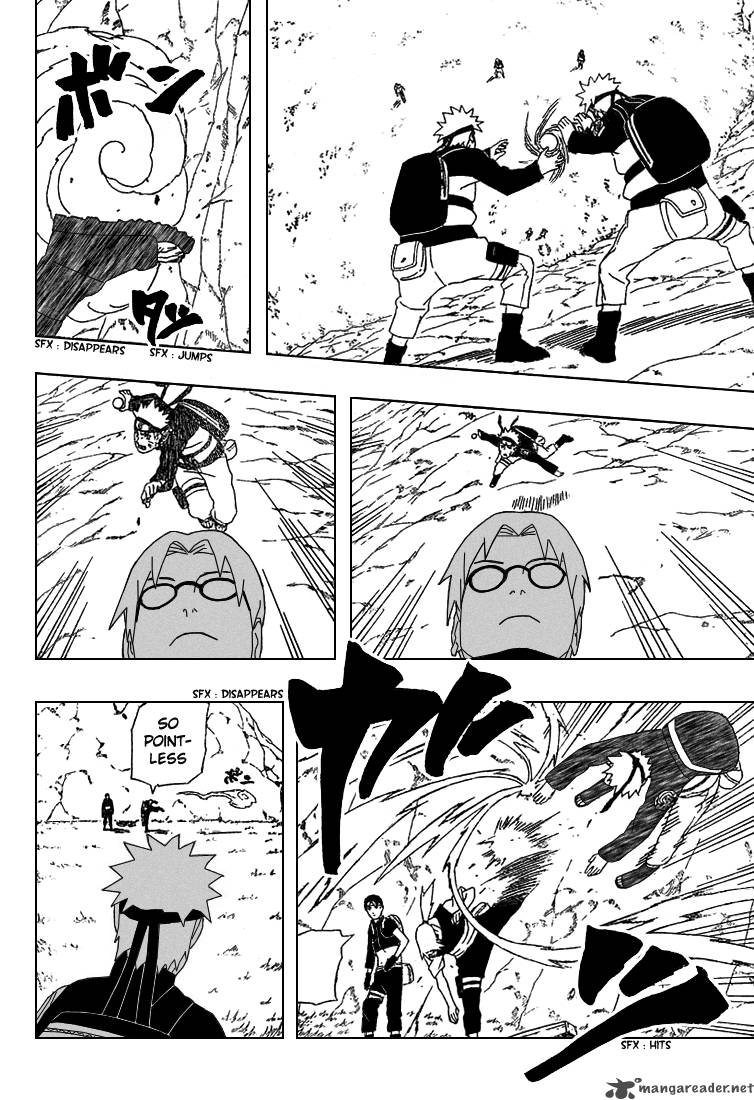 ボン
タッ
SFX : DISAPPEARS
SFX : JUMPS
SFX : DISAPPEARS
SO
POINT-
LESS
ボン
ガッ
SFX : HITS
mangareader.net